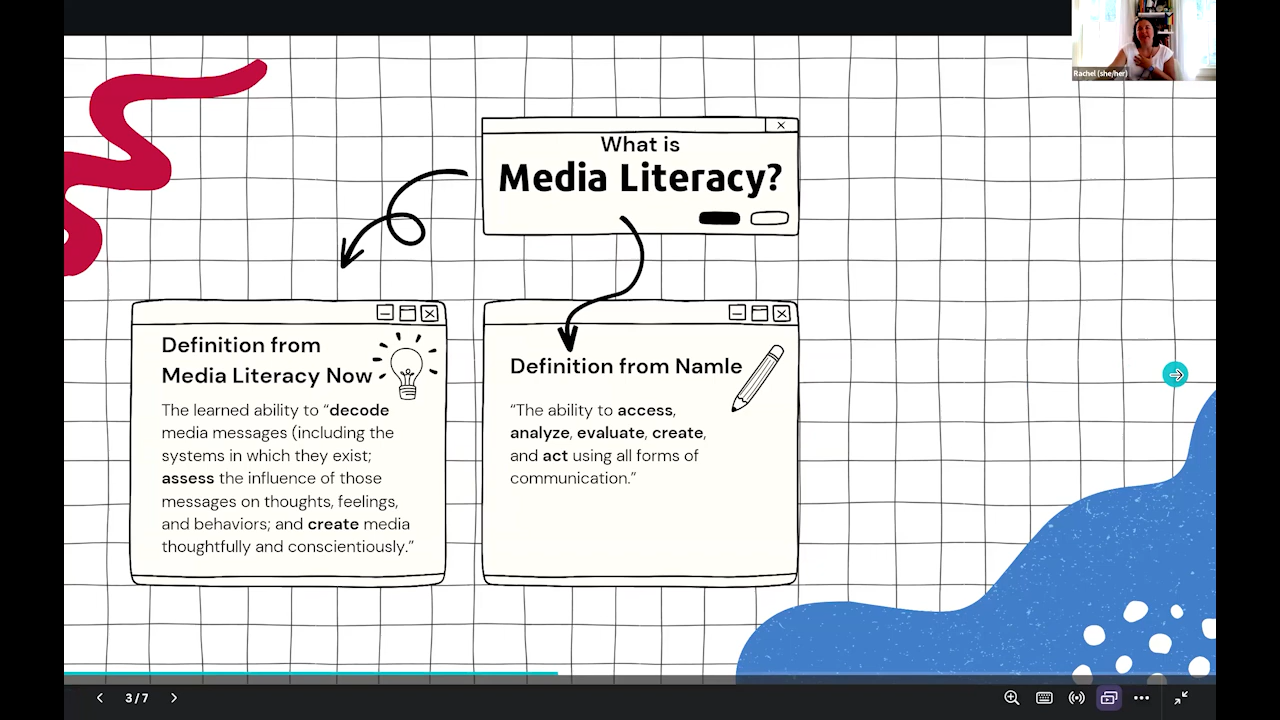 Rachel (she/her)
What is
Media Literacy?
Definition from
Media Literacy Now
The learned ability to “decode
media messages (including the
systems in which they exist;
assess the influence of those
messages on thoughts, feelings,
and behaviors; and create media
thoughtfully and conscientiously.”
Definition from Namle
“The ability to access,
analyze, evaluate, create,
and act using all forms of
communication.”
3/7